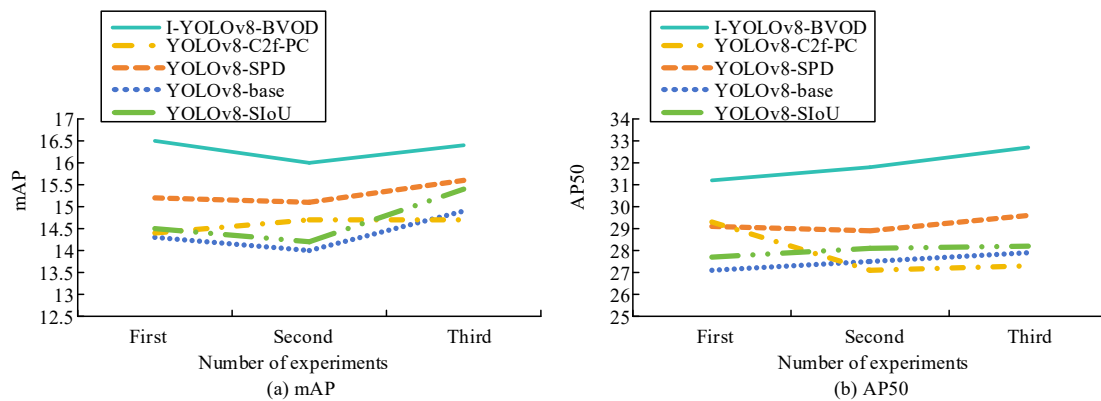 I-YOLOv8-BVOD
YOLOv8-C2f-PC
YOLOv8-SPD
YOLOv8-base
YOLOv8-SIoU
17
16.5
16
15.5
15
14.5
14
13.5
13
12.5
mAP
First Second Third
Number of experiments
(a) mAP
I-YOLOv8-BVOD
YOLOv8-C2f-PC
YOLOv8-SPD
YOLOv8-base
YOLOv8-SIoU
34
33
32
31
30
29
28
27
26
25
AP50
First Second Third
Number of experiments
(b) AP50